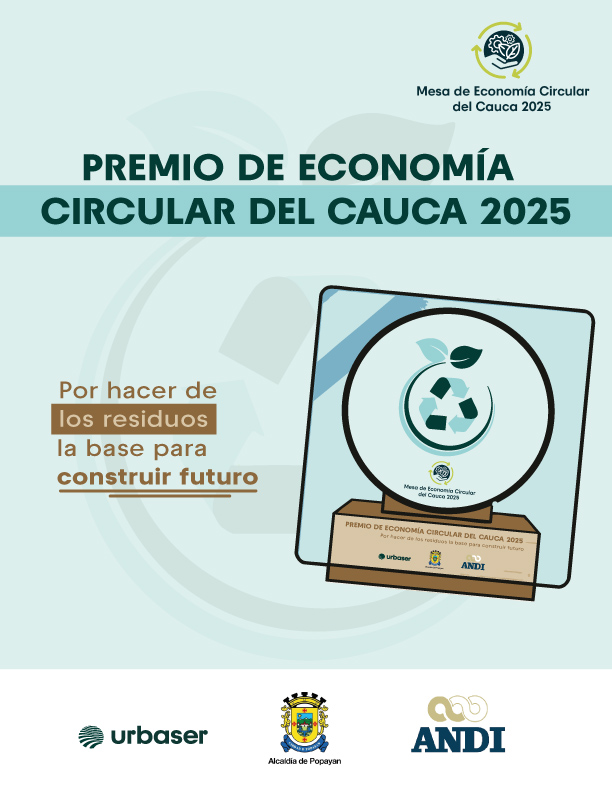 Mesa de Economía Circular
del Cauca 2025
PREMIO DE ECONOMÍA
CIRCULAR DEL CAUCA 2025
Por hacer de
los residuos
la base para
construir futuro
Mesa de Economía Circular
del Cauca 2025
PREMIO DE ECONOMÍA CIRCULAR DEL CAUCA 2025
Por hacer de los residuos la base para construir futuro
urbaser
ANDI
urbaser
Alcaldía de Popayan
ANDI